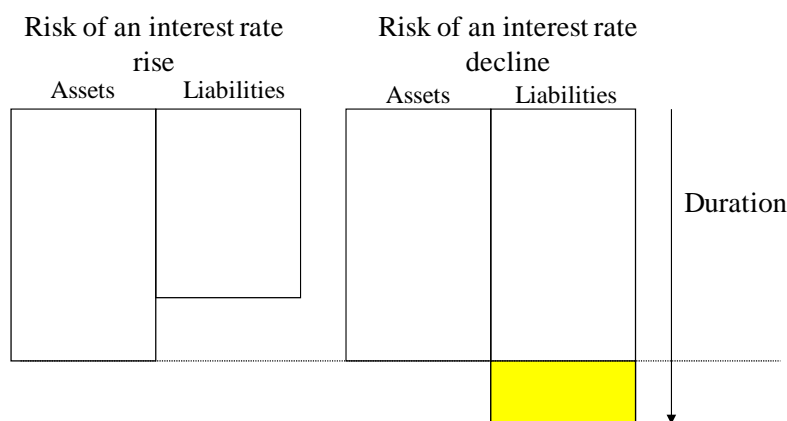 Risk of an interest rate
rise
Assets Liabilities
Risk of an interest rate
decline
Assets Liabilities
Duration